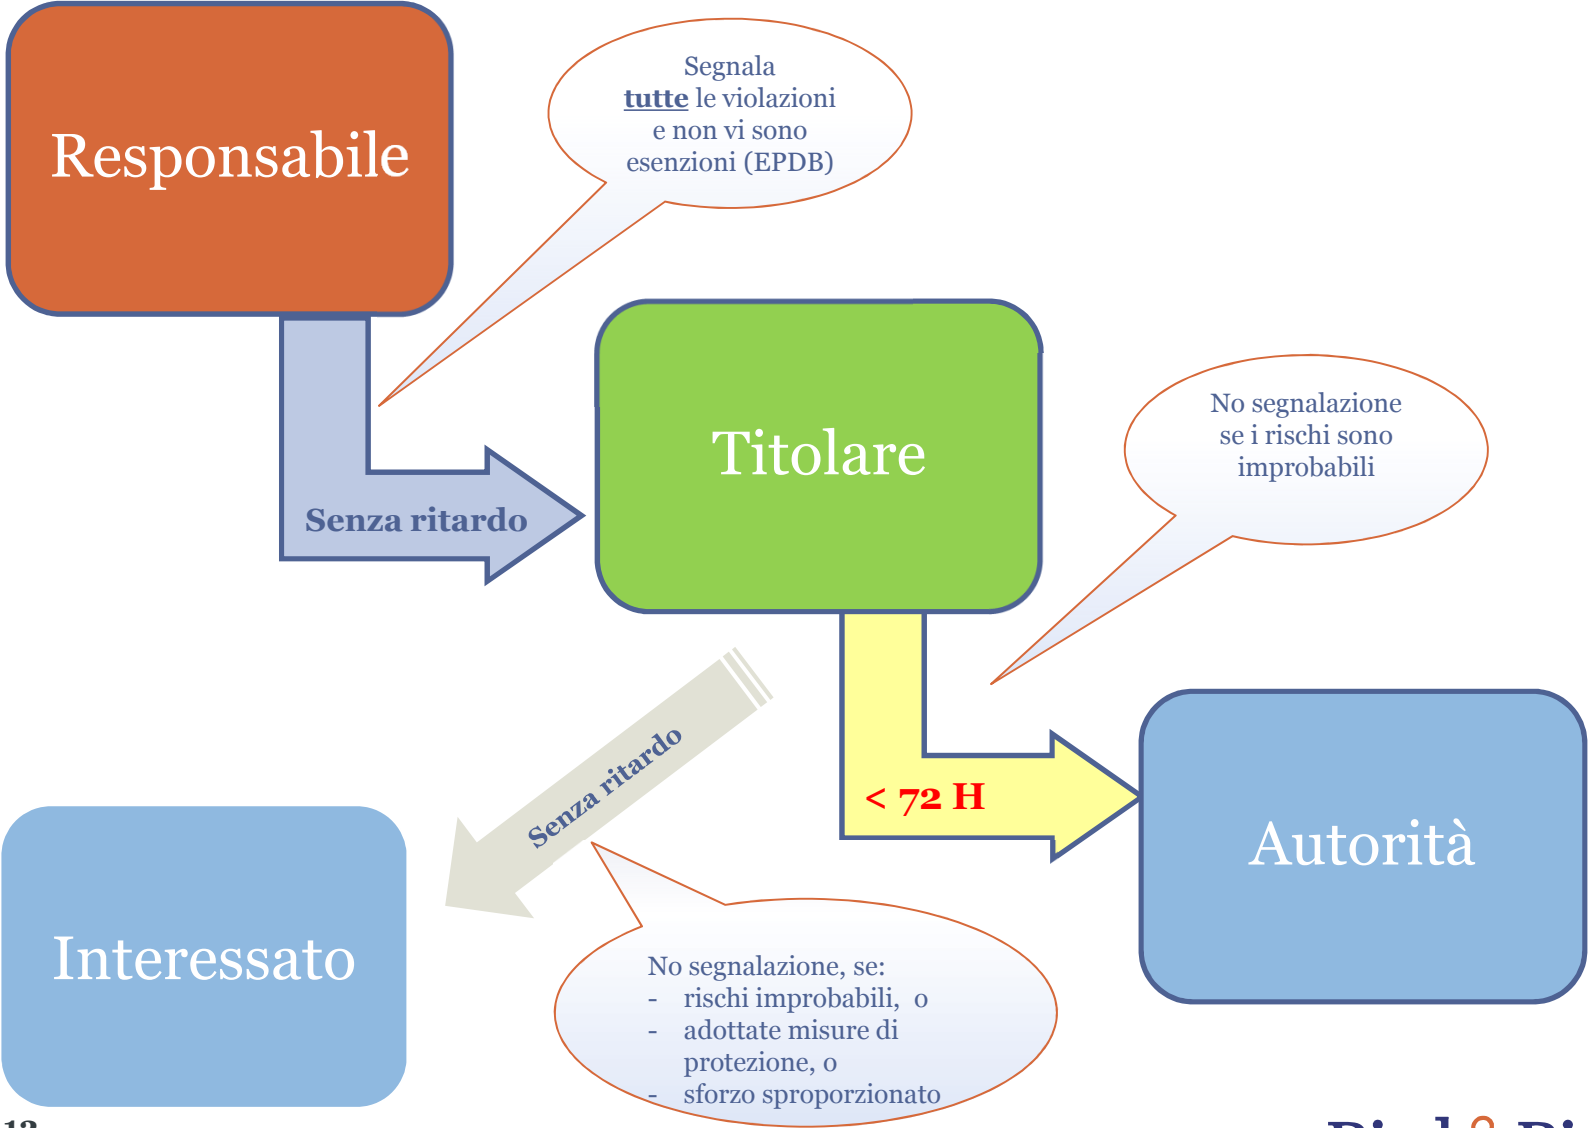 Responsabile
Segnala
tutte le violazioni
e non vi sono
esenzioni (EPDB)
Senza ritardo
Titolare
No segnalazione
se i rischi sono
improbabili
Senza ritardo
< 72 H
Autorità
Interessato
No segnalazione, se:
- rischi improbabili, o
- adottate misure di
protezione, o
- sforzo sproporzionato